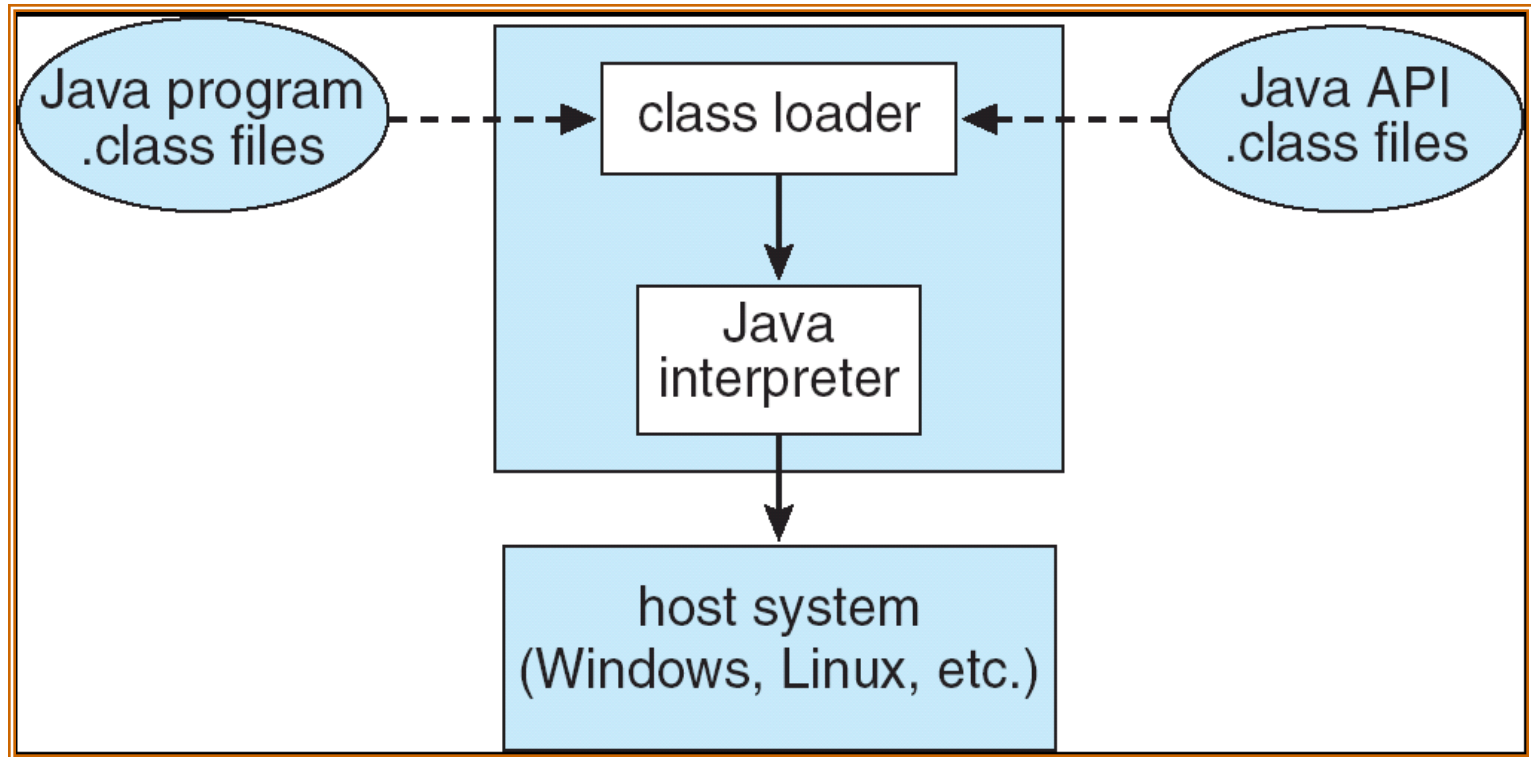 Java program
.class files
class loader
Java API
.class files
Java
interpreter
host system
(Windows, Linux, etc.)